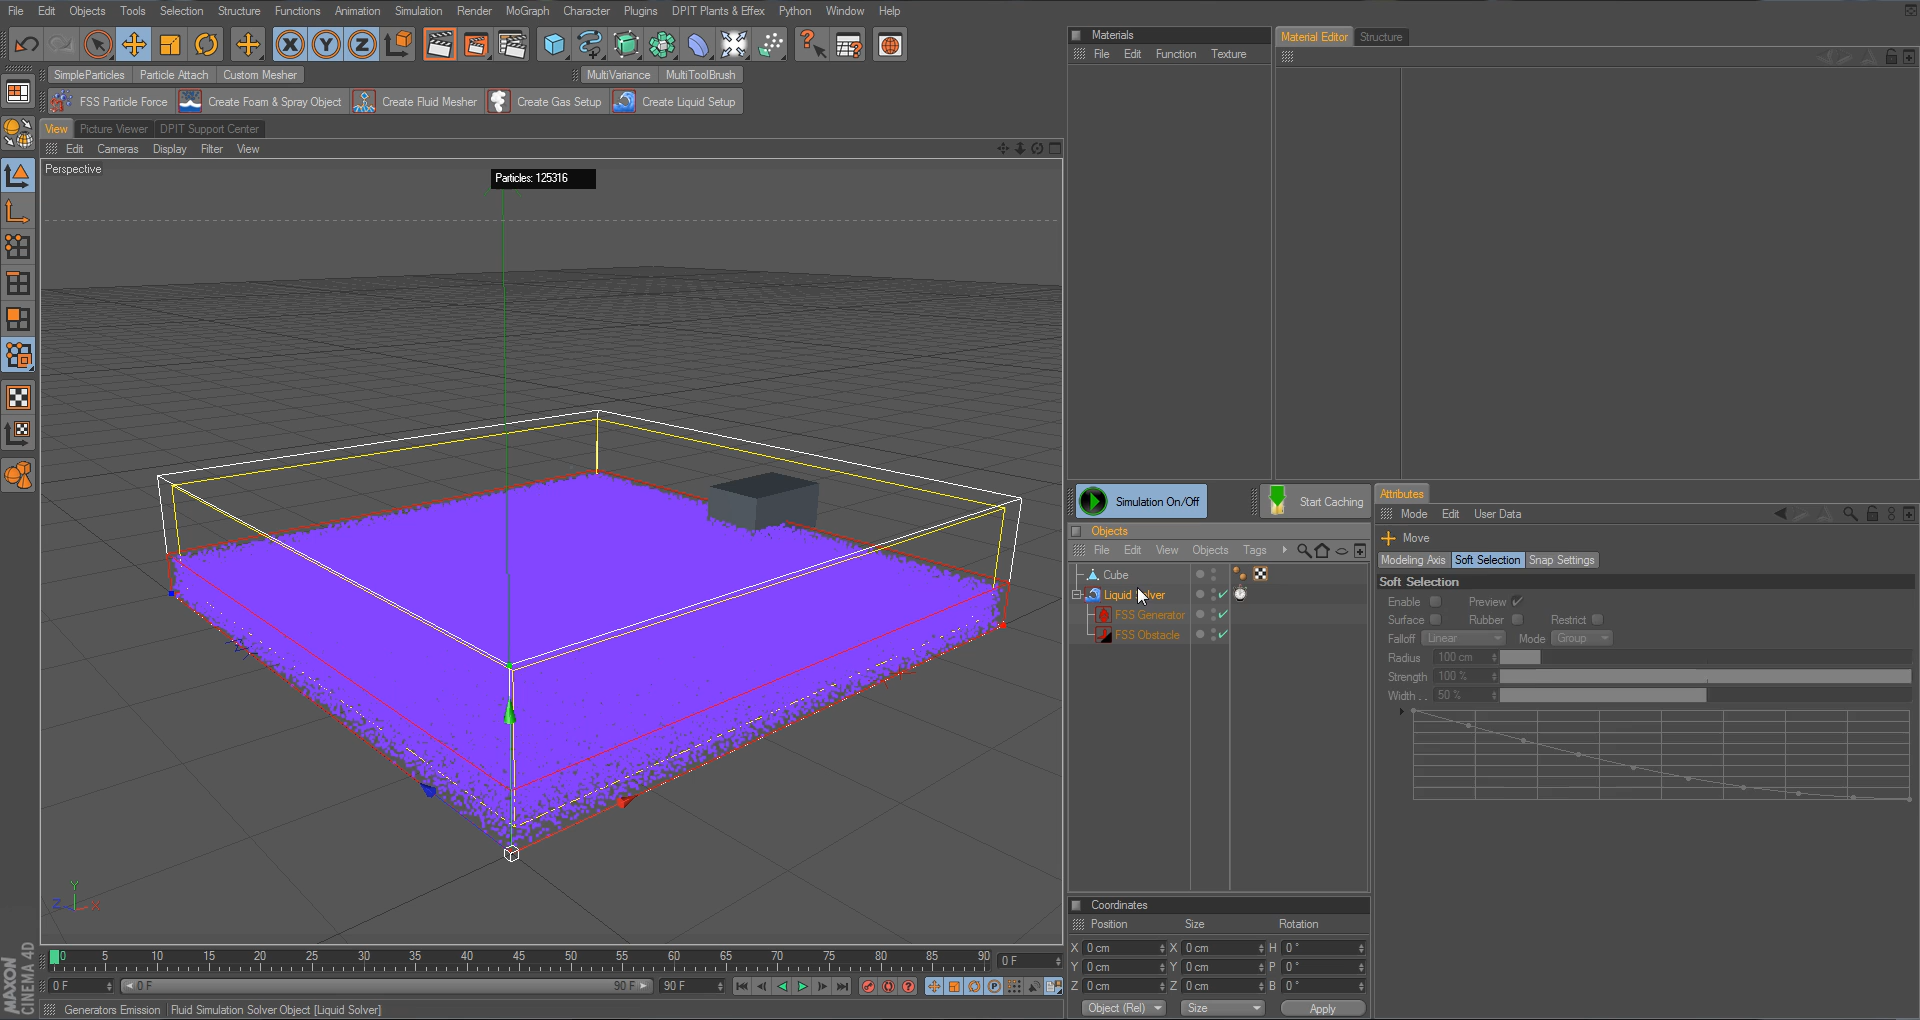 File Edit Objects Tools Selection Structure Functions Animation Simulation Render MoGraph Character Plugins DPIT Plants & Effex Python Window Help
SimpleParticles Particle Attach Custom Mesher MultiVariance MultiToolBrush
FSS Particle Force Create Foam & Spray Object Create Fluid Mesher Create Gas Setup Create Liquid Setup
View Picture Viewer DPIT Support Center
Edit Cameras Display Filter View
Perspective
Particles: 125316
Y
Z X
0 5 10 15 20 25 30 35 40 45 50 55 60 65 70 75 80 85 90 0 F
0 F 0 F 90 F 90 F
Generators Emission Fluid Simulation Solver Object [Liquid Solver]
MAXON
CINEMA 4D
Materials
File Edit Function Texture
Material Editor Structure
Simulation On/Off Start Caching
Objects
File Edit View Objects Tags
Cube
Liquid
FSS Generator
FSS Obstacle
Coordinates
Position Size Rotation
X 0 cm X 0 cm H 0 °
Y 0 cm Y 0 cm P 0 °
Z 0 cm Z 0 cm B 0 °
Object (Rel) Size Apply
Attributes
Mode Edit User Data
Move
Modeling Axis Soft Selection Snap Settings
Soft Selection
Enable Preview
Surface Rubber Restrict
Falloff Linear Mode Group
Radius 100 cm
Strength 100 %
Width . . 50 %